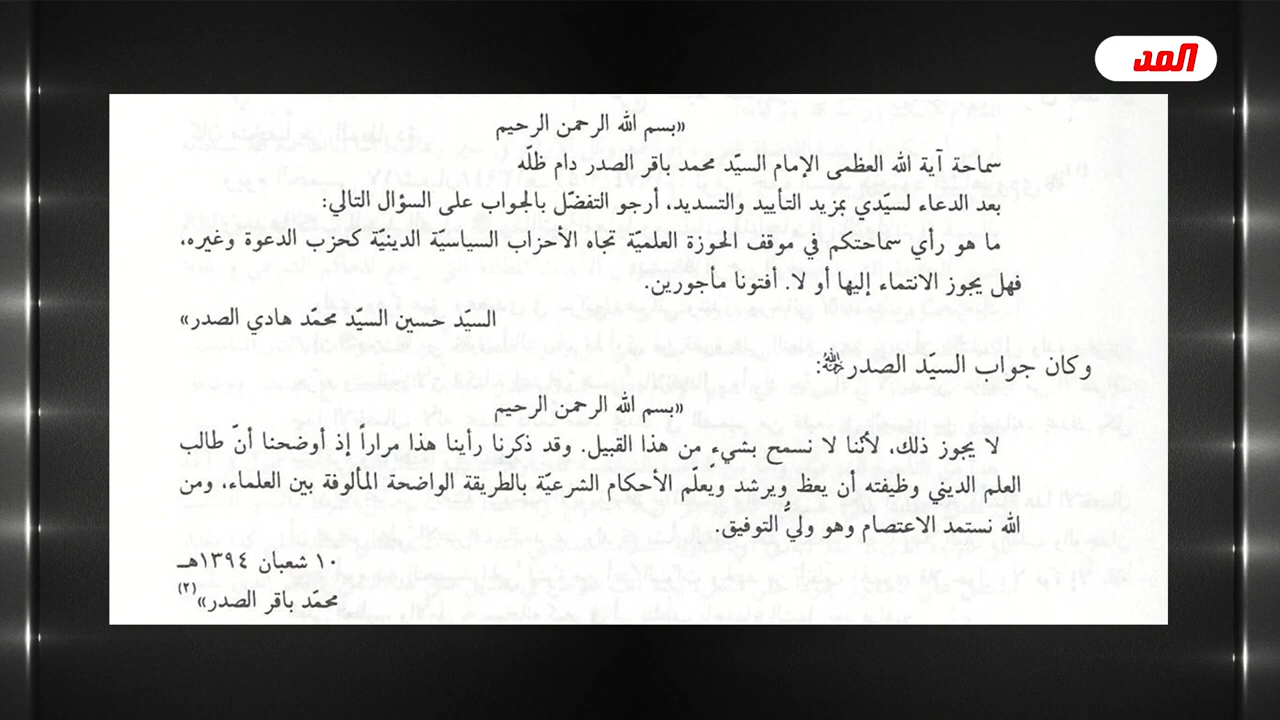 المد
«بسم الله الرحمن الرحيم
سماحة آية الله العظمى الإمام السيّد محمد باقر الصدر دام ظلّه
بعد الدعاء لسيّدي بمزيد التأييد والتسديد، أرجو التفضّل بالجواب على السؤال التالي:
ما هو رأي سماحتكم في موقف الحوزة العلميّة تجاه الأحزاب السياسيّة الدينيّة كحزب الدعوة وغيره،
فهل يجوز الانتماء إليها أو لا. أفتونا مأجورين.
السيّد حسين السيّد محمّد هادي الصدر»
وكان جواب السيّد الصدر:
«بسم الله الرحمن الرحيم
لا يجوز ذلك، لأنّنا لا نسمح بشيء من هذا القبيل. وقد ذكرنا رأينا هذا مراراً إذ أوضحنا أنّ طالب
العلم الديني وظيفته أن يعظ ويرشد ويعلّم الأحكام الشرعيّة بالطريقة الواضحة المألوفة بين العلماء، ومن
الله نستمد الاعتصام وهو وليُّ التوفيق.
١٠ شعبان ١٣٩٤هـ
محمّد باقر الصدر»(٢)